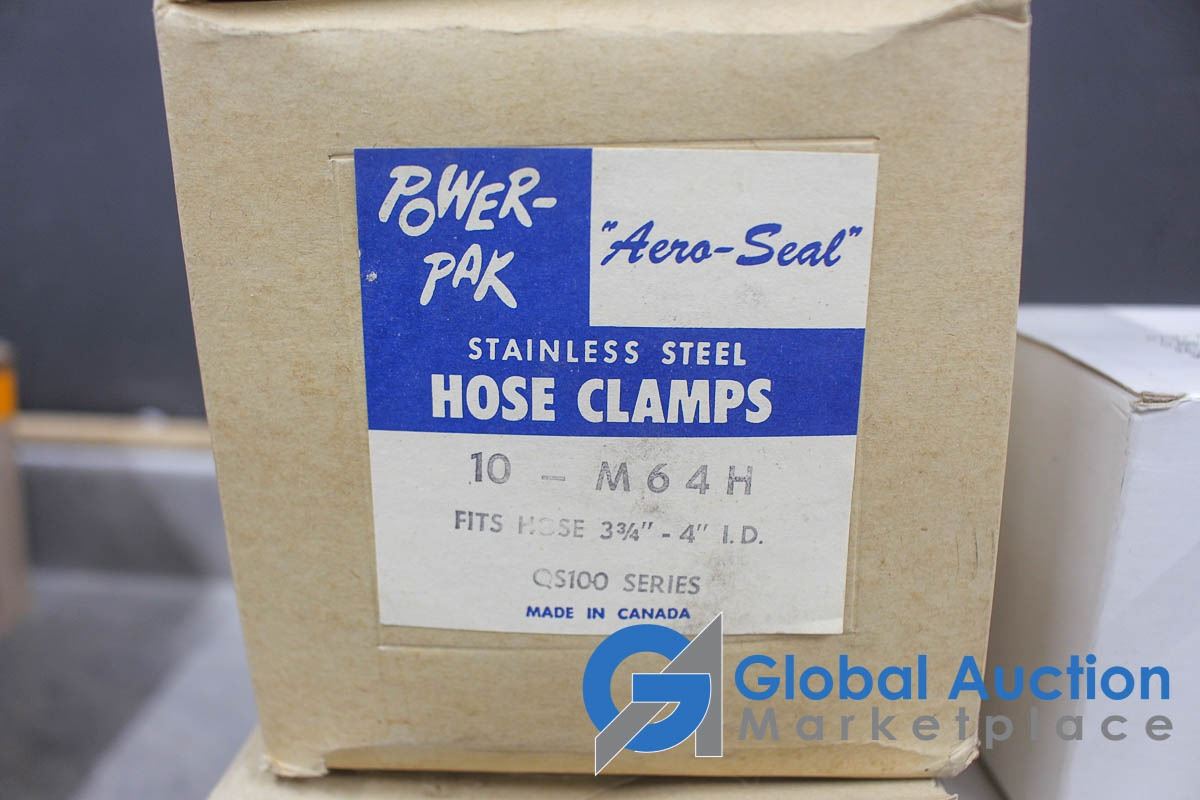 POWER-
PAK
"Aero-Seal"
STAINLESS STEEL
HOSE CLAMPS
10 - M64H
FITS HOSE 3¾" - 4" I.D.
QS100 SERIES
MADE IN CANADA
Global Auction
Marketplace